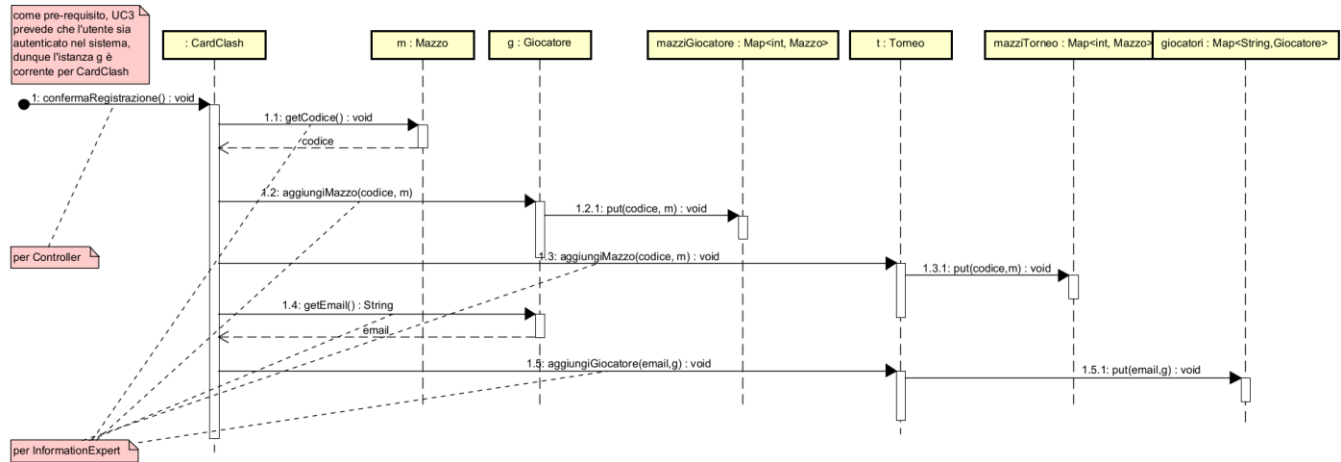 come pre-requisito, UC3
prevede che l'utente sia
autenticato nel sistema,
dunque l'istanza g è
corrente per CardClash
: CardClash
m : Mazzo
g : Giocatore
mazziGiocatore : Map<int, Mazzo>
t : Torneo
mazziTorneo : Map<int, Mazzo>
giocatori : Map<String,Giocatore>
1: confermaRegistrazione() : void
1.1: getCodice() : void
codice
1.2: aggiungiMazzo(codice, m)
1.2.1: put(codice, m) : void
per Controller
1.3: aggiungiMazzo(codice, m) : void
1.3.1: put(codice,m) : void
1.4: getEmail() : String
email
1.5: aggiungiGiocatore(email,g) : void
1.5.1: put(email,g) : void
per InformationExpert